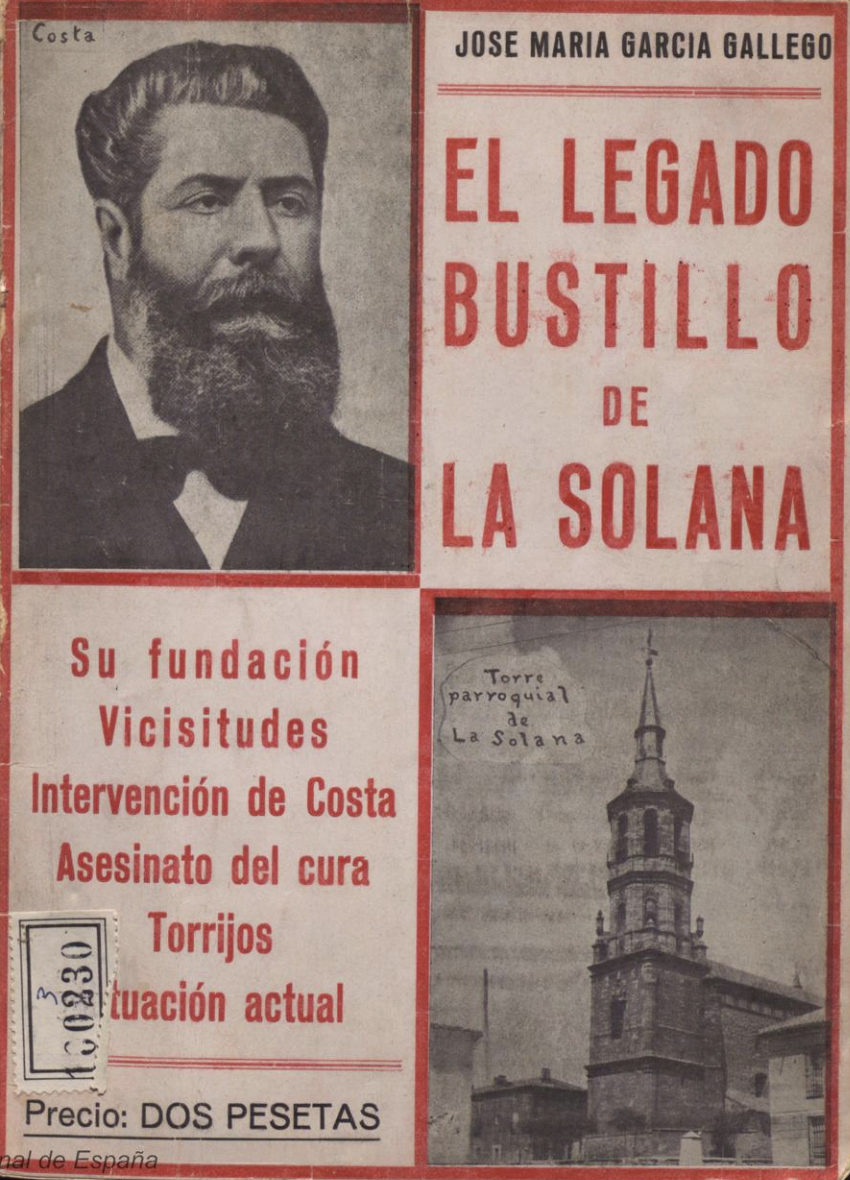 Costa
JOSE MARIA GARCIA GALLEGO
EL LEGADO
BUSTILLO
DE
LA SOLANA
Su fundación
Vicisitudes
Intervención de Costa
Asesinato del cura
Torrijos
tuación actual
Precio: DOS PESETAS
Torre
parroquial
de
La Solana
3
nal de España